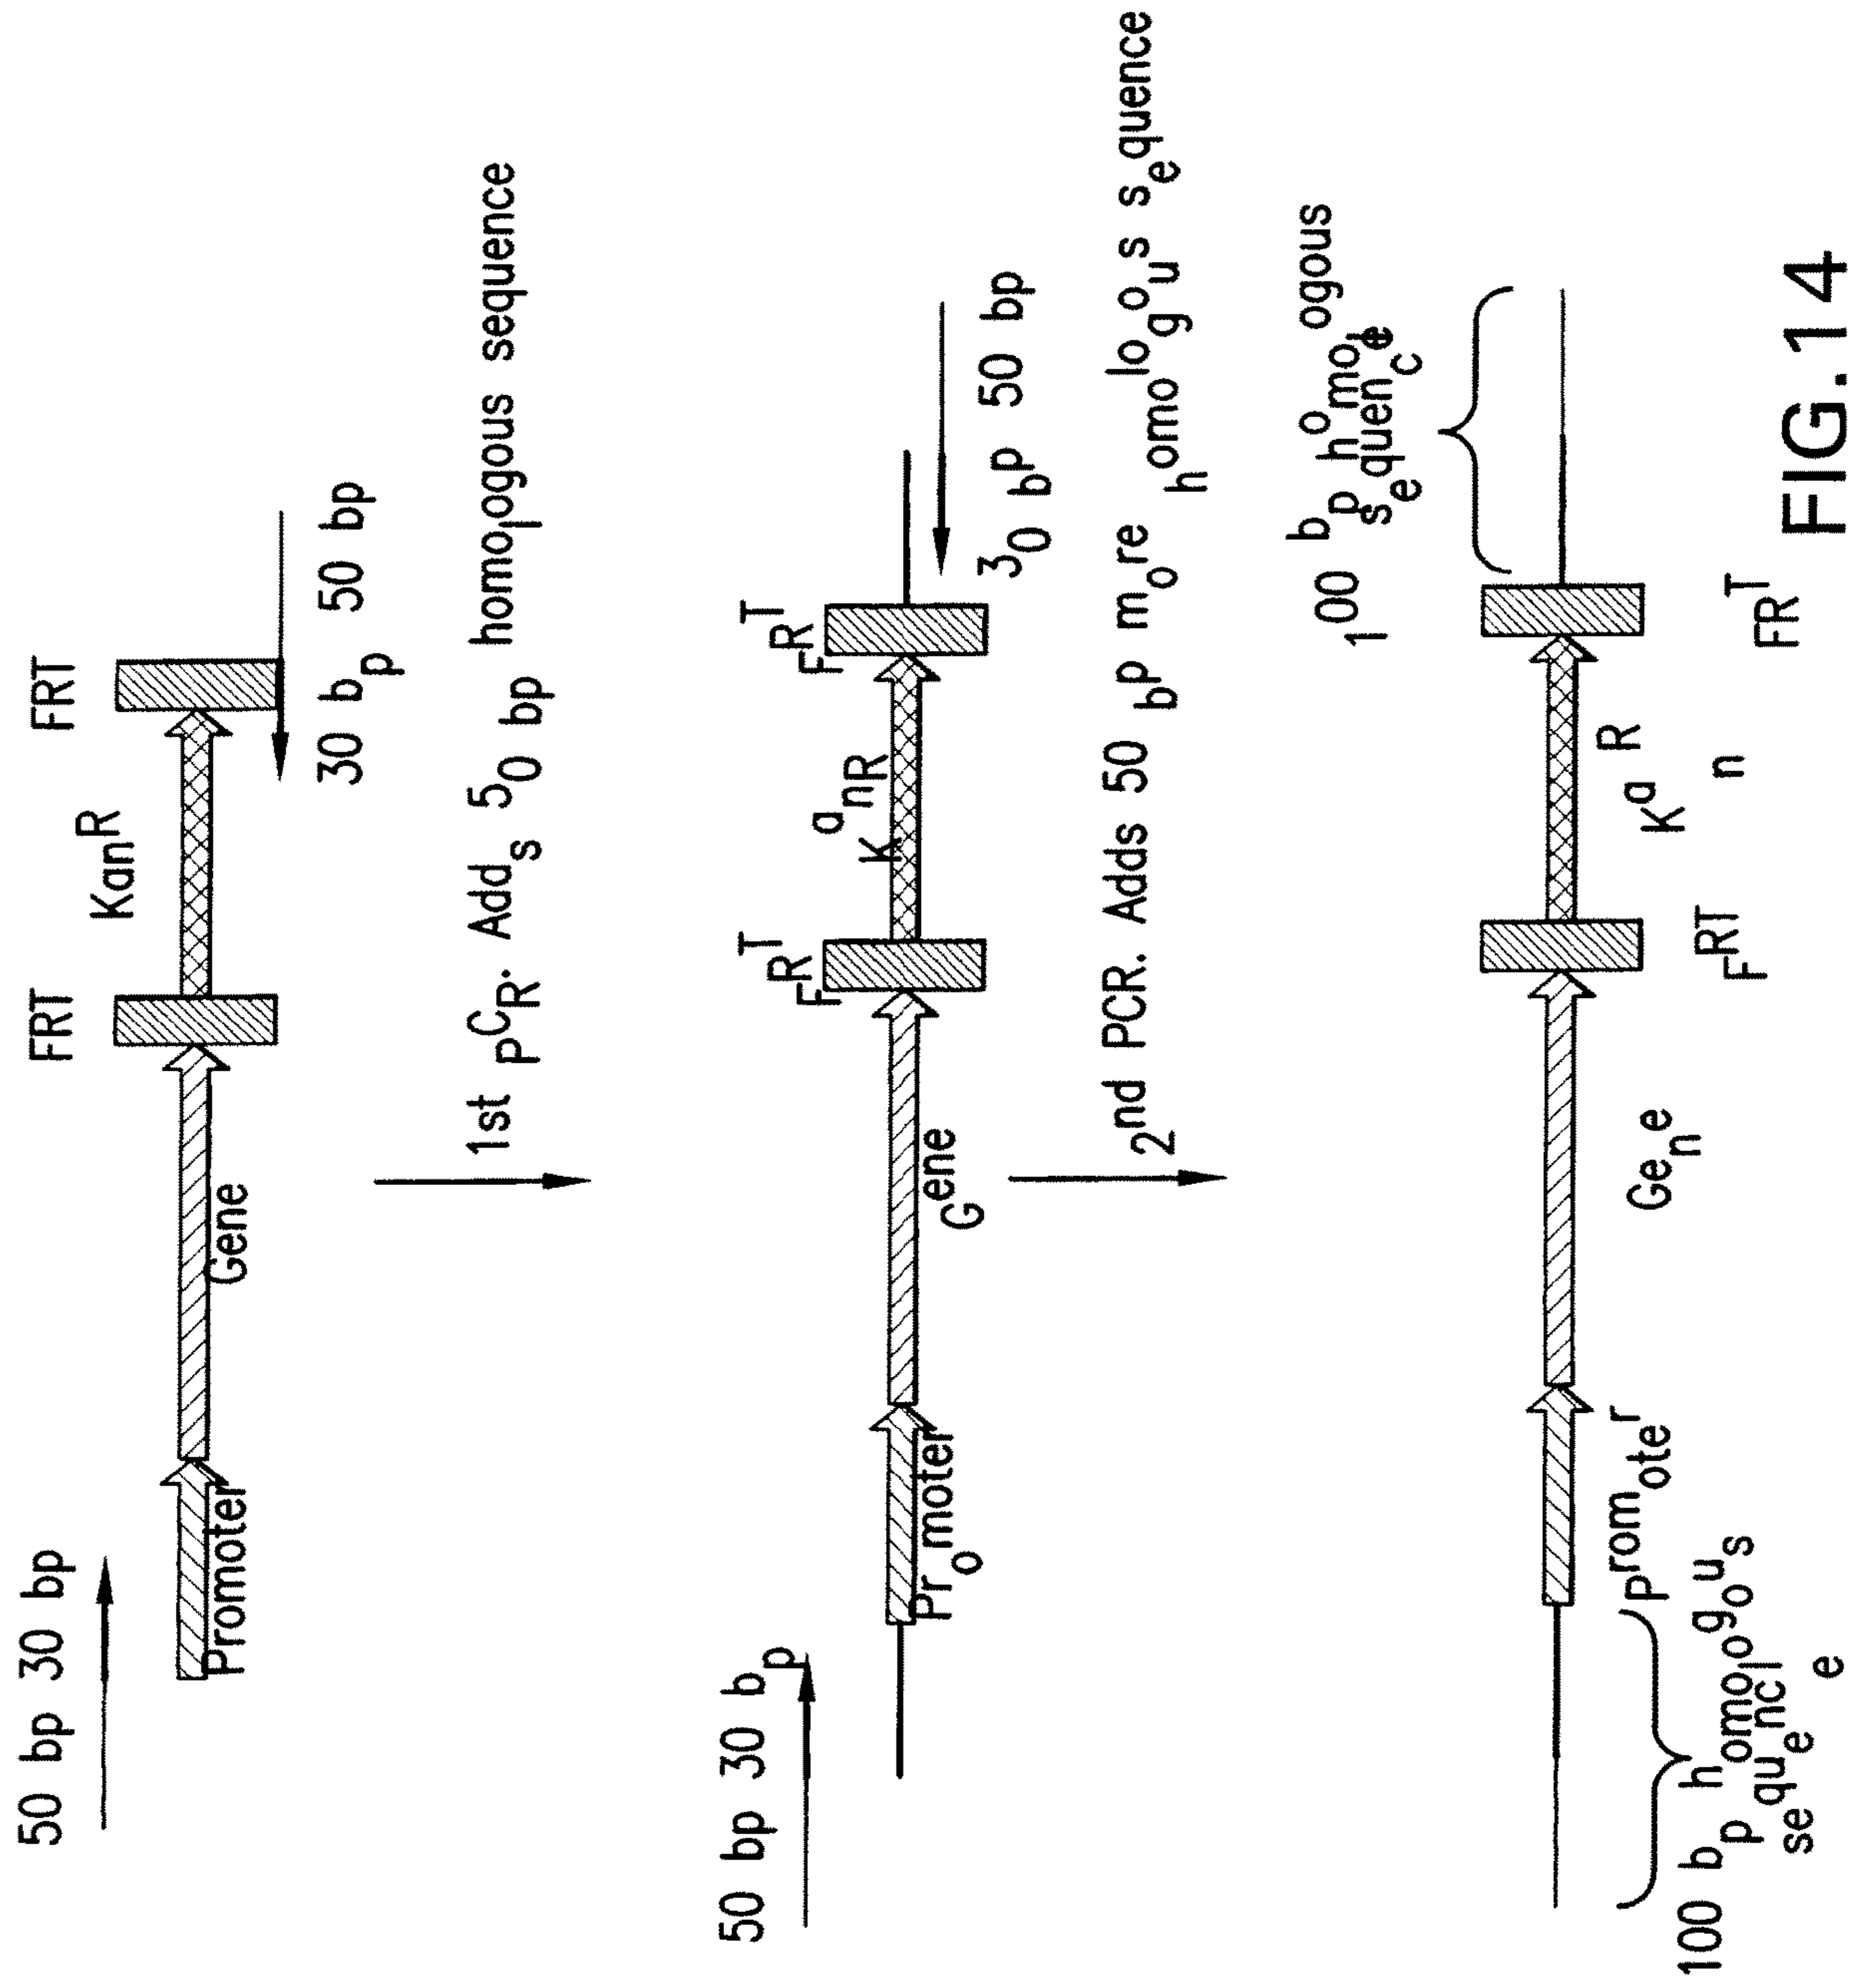 50 bp 30 bp
FRT
KanR
FRT
Promoter
Gene
30 bp 50 bp
1st PCR. Adds 50 bp homologous sequence
50 bp 30 bp
FRT
KanR
FRT
Promoter
Gene
30 bp 50 bp
2nd PCR. Adds 50 bp more homologous sequence
100 bp homologous
sequence
Promoter
Gene
FRT
KanR
FRT
100 bp homologous
sequence
FIG.14